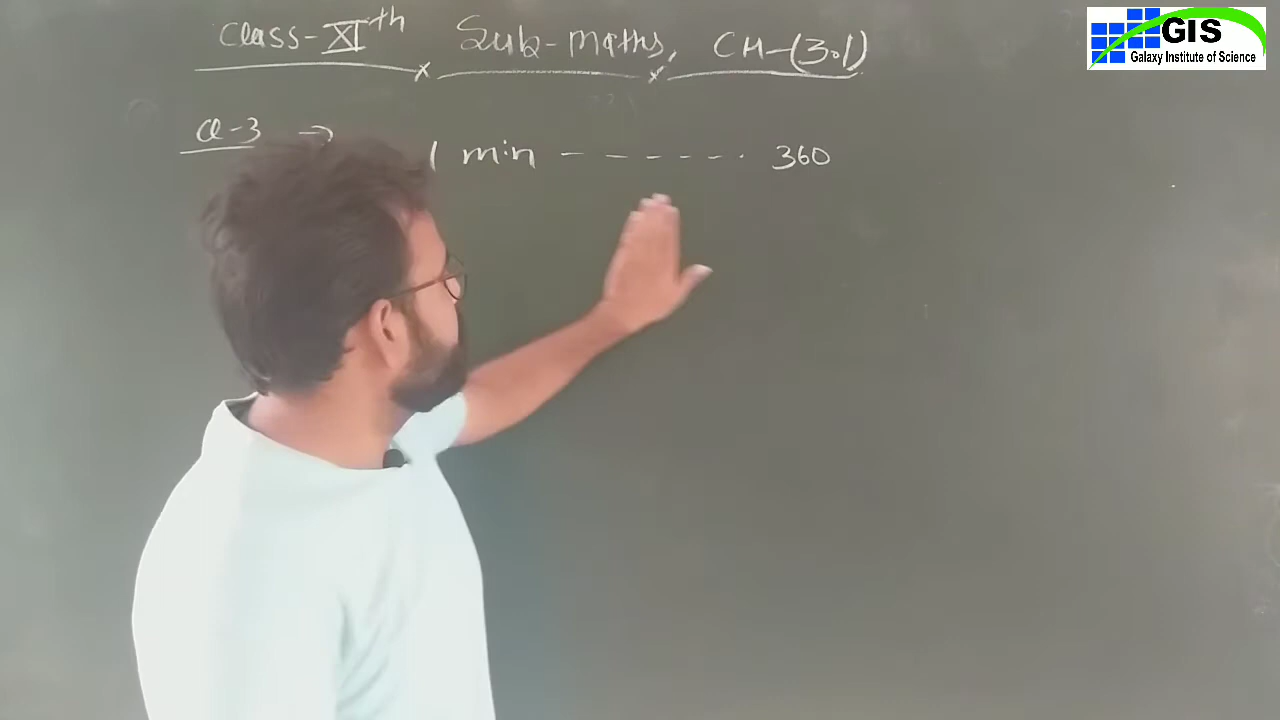 Class-XIth Sub-Maths, CH-(3.1)
Q-3 → 1 min ------ 360
GIS
Galaxy Institute of Science